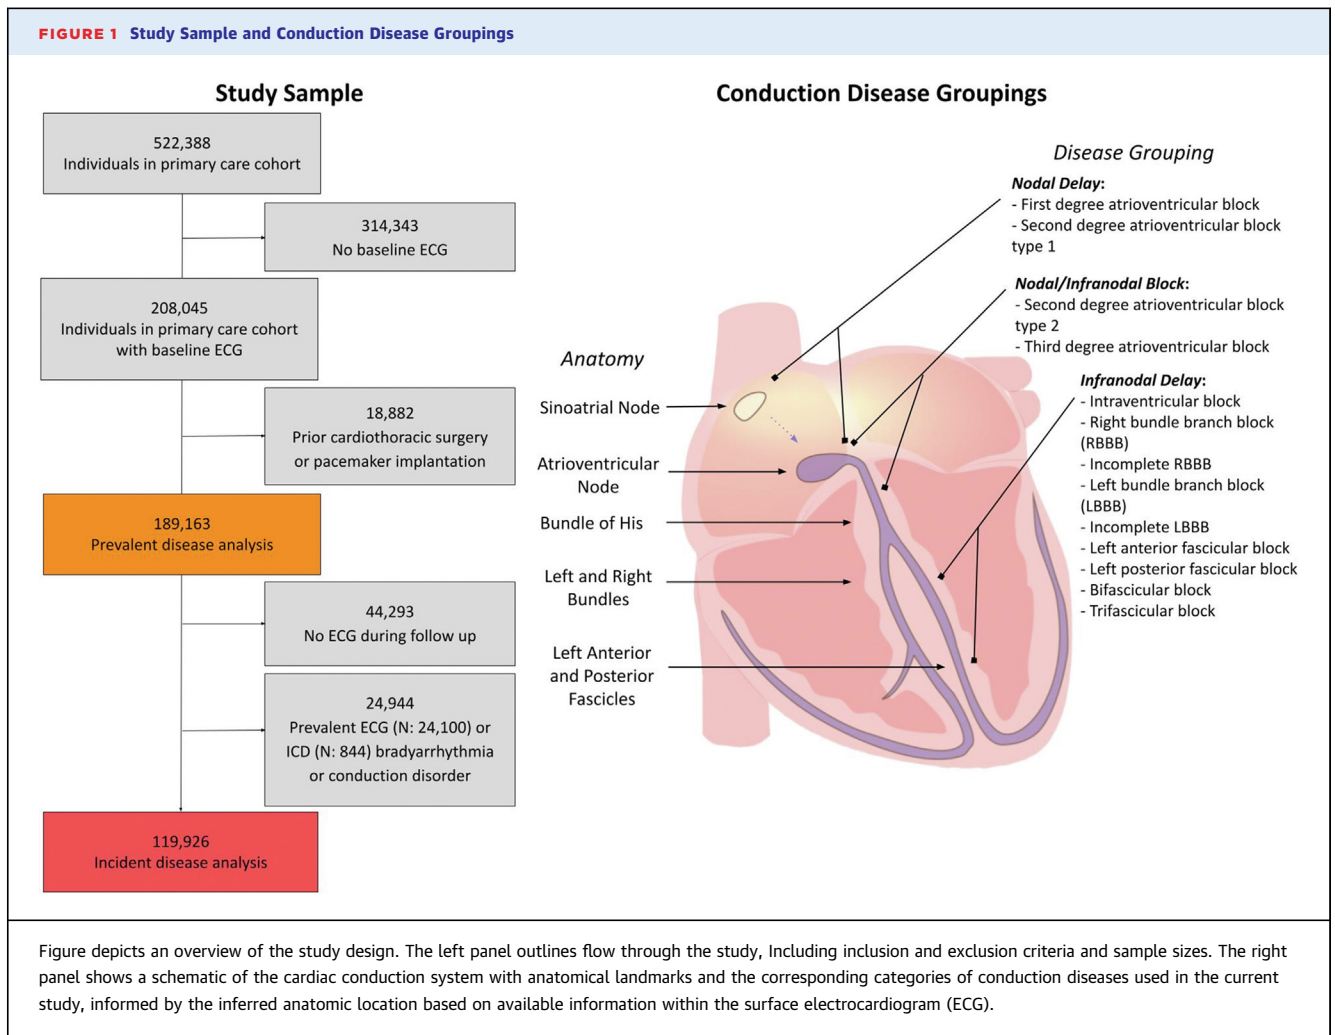 FIGURE 1 Study Sample and Conduction Disease Groupings
Study Sample
522,388
Individuals in primary care cohort
314,343
No baseline ECG
208,045
Individuals in primary care cohort
with baseline ECG
18,882
Prior cardiothoracic surgery
or pacemaker implantation
189,163
Prevalent disease analysis
44,293
No ECG during follow up
24,944
Prevalent ECG (N: 24,100) or
ICD (N: 844) bradyarrhythmia
or conduction disorder
119,926
Incident disease analysis
Conduction Disease Groupings
Anatomy
Sinoatrial Node
Atrioventricular
Node
Bundle of His
Left and Right
Bundles
Left Anterior
and Posterior
Fascicles
Disease Grouping
Nodal Delay:
- First degree atrioventricular block
- Second degree atrioventricular block
type 1
Nodal/Infranodal Block:
- Second degree atrioventricular block
type 2
- Third degree atrioventricular block
Infranodal Delay:
- Intraventricular block
- Right bundle branch block
(RBBB)
- Incomplete RBBB
- Left bundle branch block
(LBBB)
- Incomplete LBBB
- Left anterior fascicular block
- Left posterior fascicular block
- Bifascicular block
- Trifascicular block
Figure depicts an overview of the study design. The left panel outlines flow through the study, Including inclusion and exclusion criteria and sample sizes. The right
panel shows a schematic of the cardiac conduction system with anatomical landmarks and the corresponding categories of conduction diseases used in the current
study, informed by the inferred anatomic location based on available information within the surface electrocardiogram (ECG).